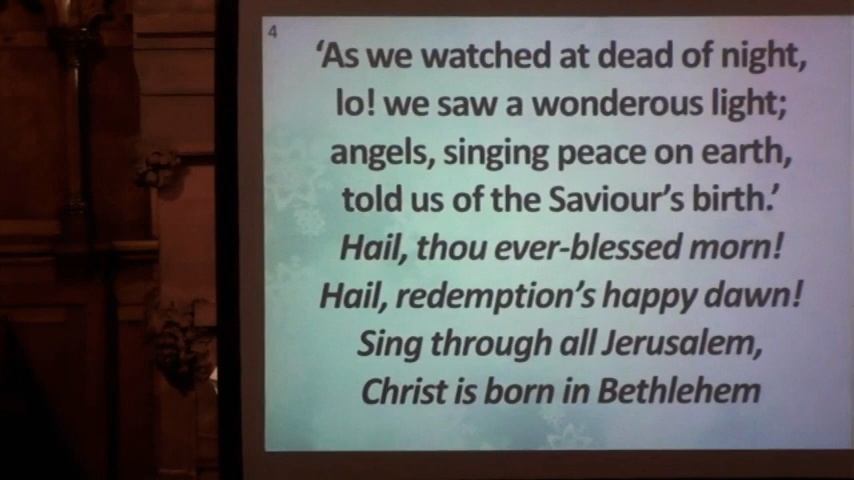 4
‘As we watched at dead of night,
lo! we saw a wonderous light;
angels, singing peace on earth,
told us of the Saviour’s birth.’
Hail, thou ever-blessed morn!
Hail, redemption’s happy dawn!
Sing through all Jerusalem,
Christ is born in Bethlehem